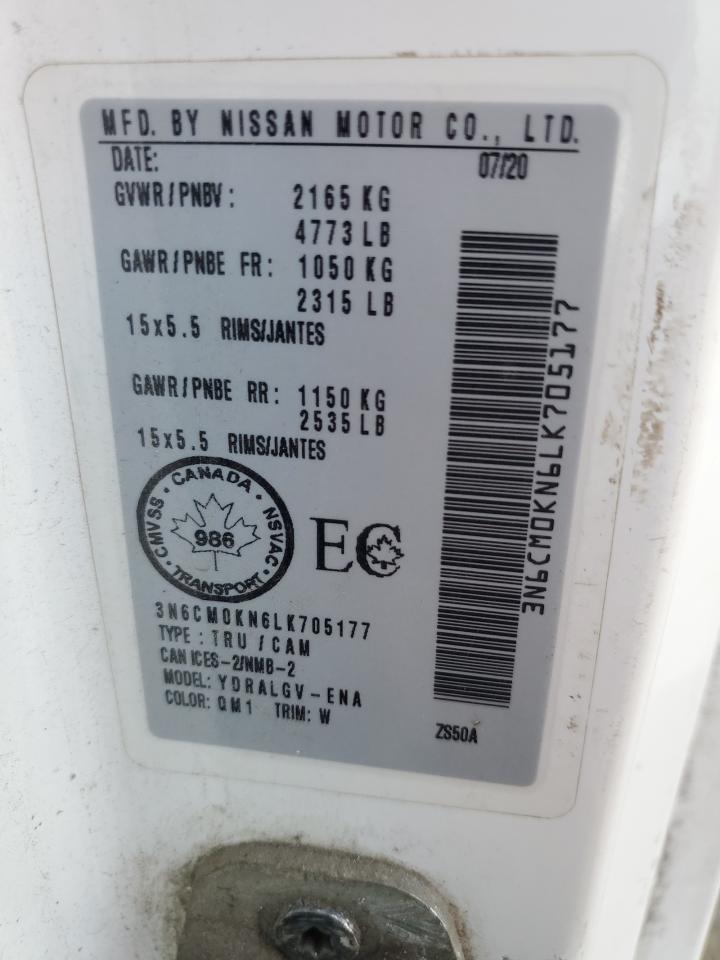 MFD. BY NISSAN MOTOR CO., LTD.
DATE: 07/20
GVWR/PNBV: 2165 KG
4773 LB
GAWR/PNBE FR: 1050 KG
2315 LB
15x5.5 RIMS/JANTES
GAWR/PNBE RR: 1150 KG
2535 LB
15x5.5 RIMS/JANTES
CANADA
CMVSS NSVAC
986
TRANSPORT
EC
3N6CM0KN6LK705177
TYPE: TRU/CAM
CAN ICES-2/NMB-2
MODEL: YDRALGV-ENA
COLOR: QM1 TRIM: W
ZS50A
3N6CM0KN6LK705177